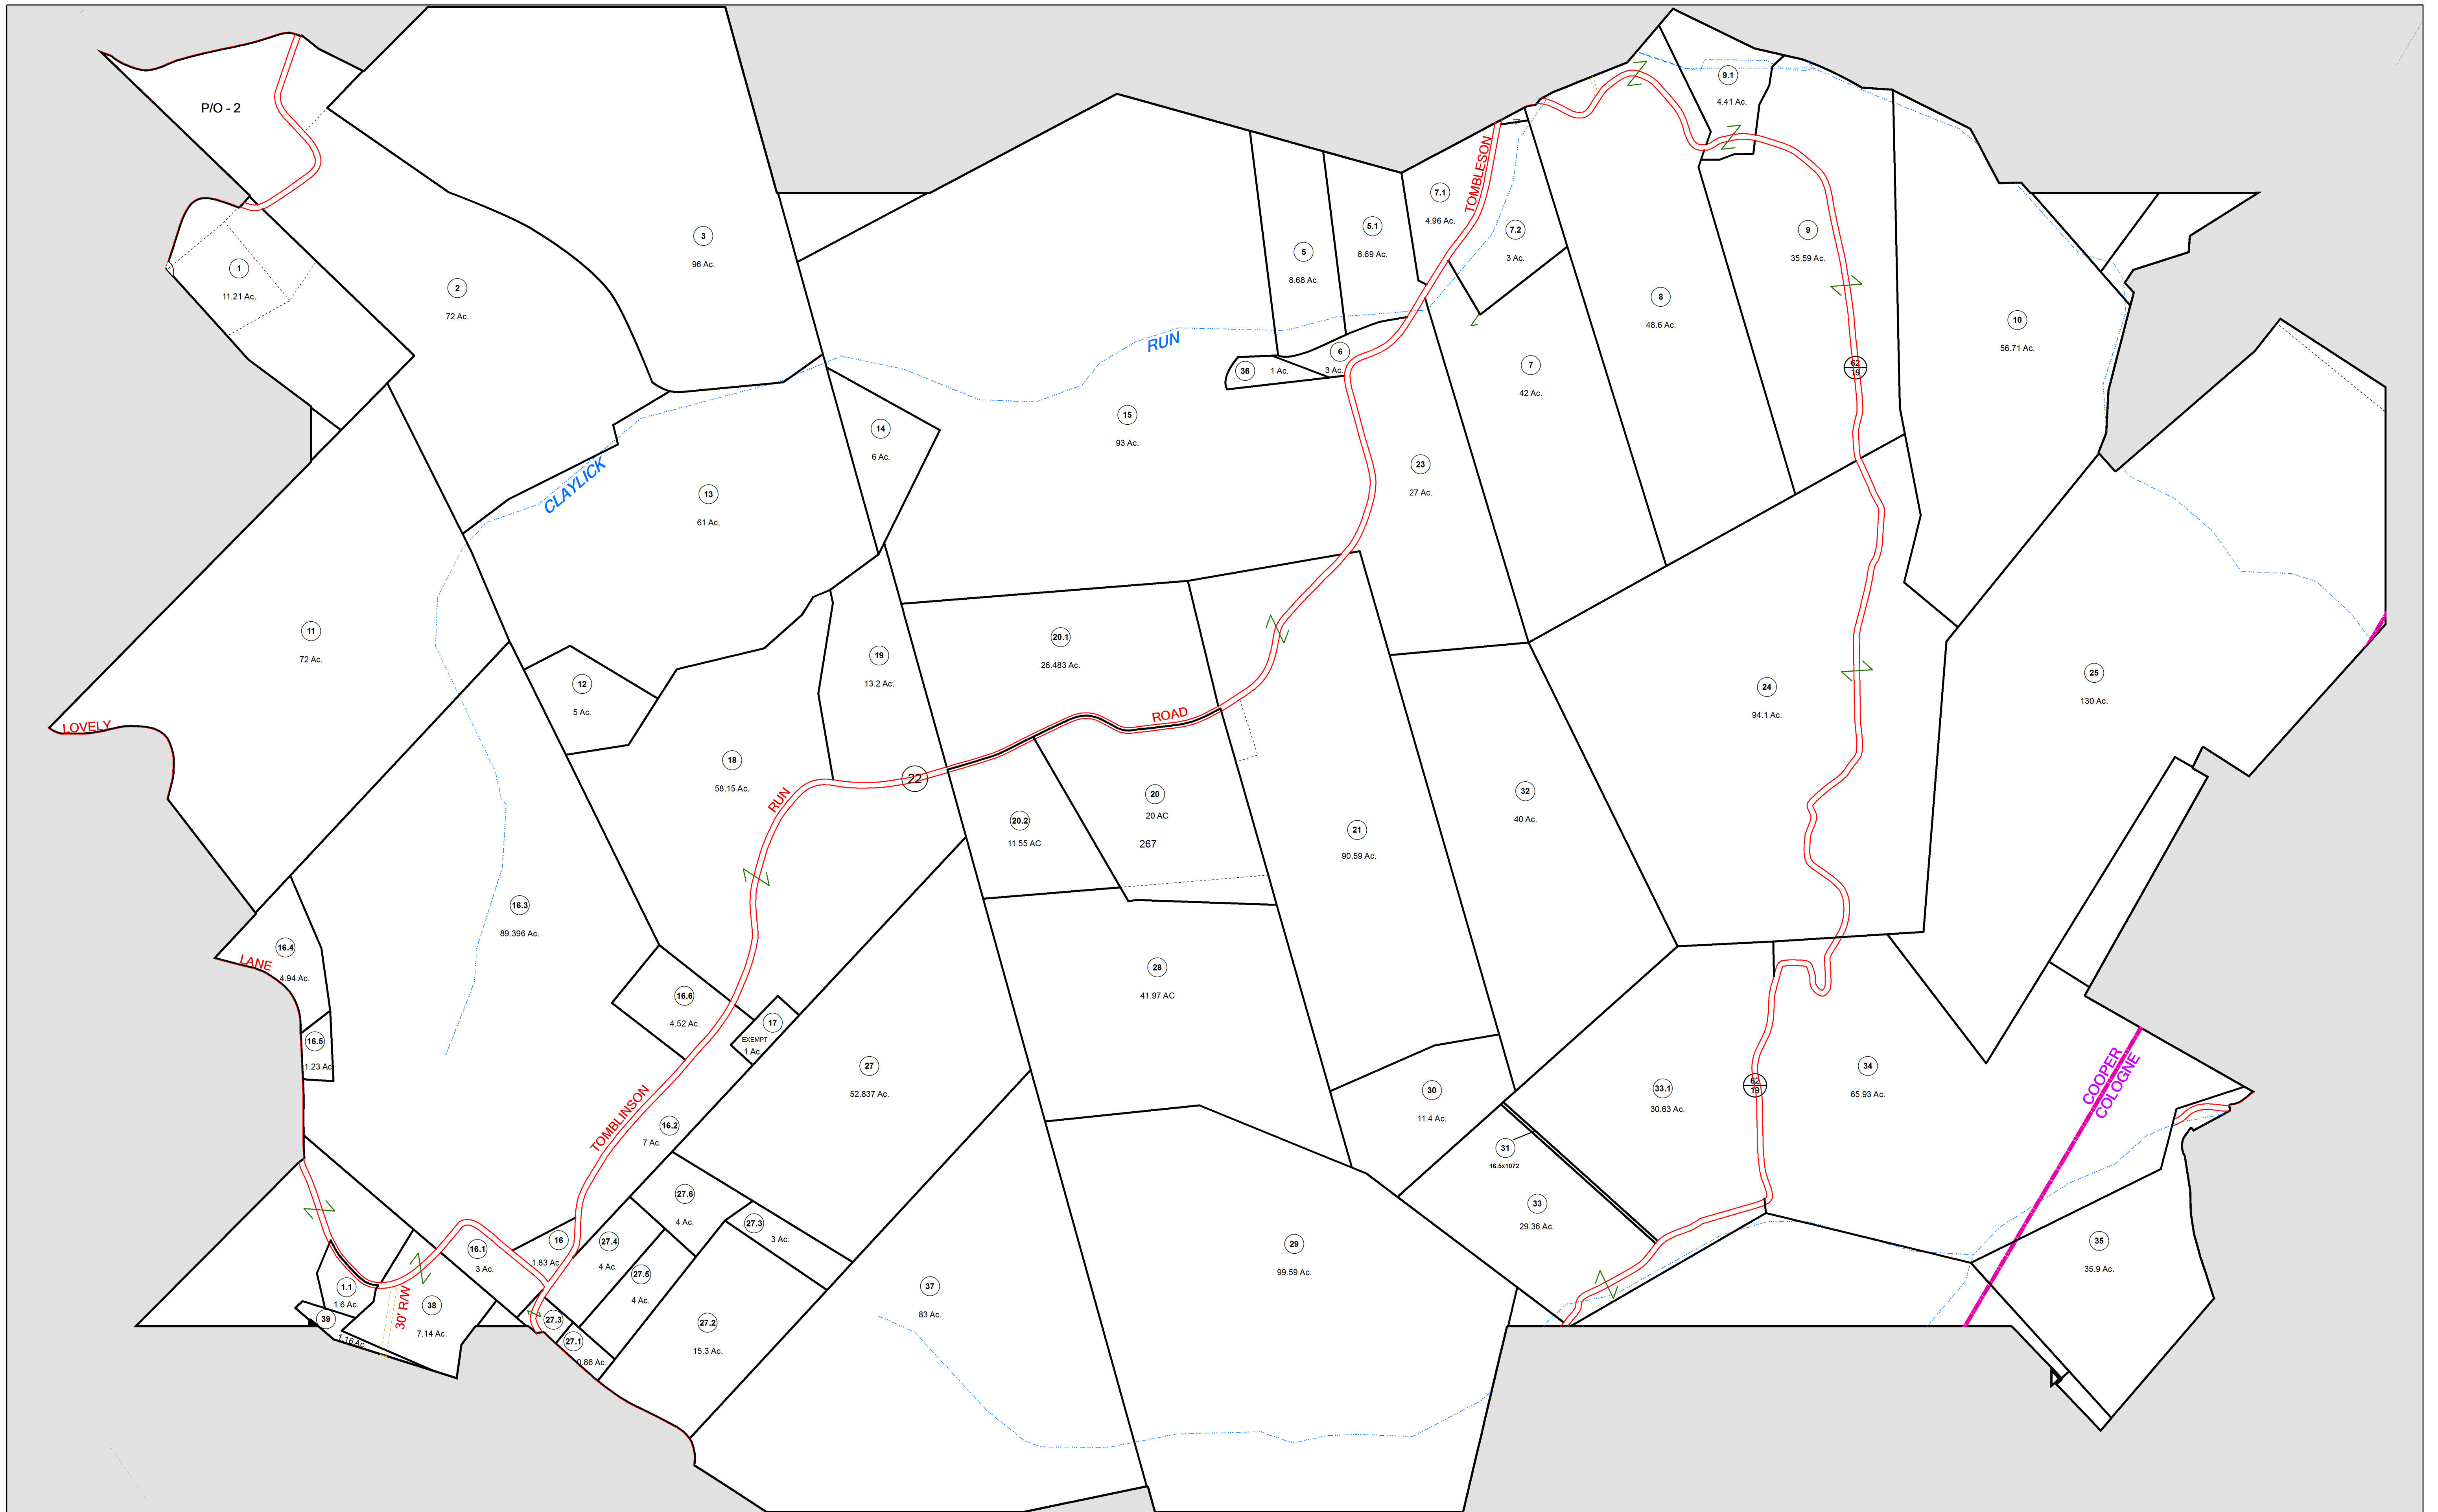 P/O - 2
9.1
4.41 Ac.
TOMBLESON
7.1
4.96 Ac.
3
96 Ac.
5.1
8.69 Ac.
7.2
3 Ac.
9
35.59 Ac.
5
8.68 Ac.
1
11.21 Ac.
2
72 Ac.
8
48.6 Ac.
10
56.71 Ac.
RUN
6
3 Ac.
36
1 Ac.
7
42 Ac.
62
19
15
93 Ac.
14
6 Ac.
CLAYLICK
13
61 Ac.
23
27 Ac.
11
72 Ac.
20.1
26.483 Ac.
19
13.2 Ac.
12
5 Ac.
24
94.1 Ac.
25
130 Ac.
LOVELY
ROAD
18
58.15 Ac.
22
RUN
20
20 AC
267
20.2
11.55 AC
32
40 Ac.
21
90.59 Ac.
16.3
89.396 Ac.
16.4
4.94 Ac.
LANE
28
41.97 AC
16.6
4.52 Ac.
17
EXEMPT
1 Ac.
16.5
1.23 Ac
27
52.837 Ac.
34
65.93 Ac.
COOPER
COLOGNE
33.1
30.63 Ac.
62
19
30
11.4 Ac.
TOMBLINSON
16.2
7 Ac.
31
16.5x1072
27.6
4 Ac.
33
29.36 Ac.
27.3
3 Ac.
16
1.83 Ac
27.4
4 Ac.
16.1
3 Ac.
29
99.59 Ac.
35
35.9 Ac.
27.5
4 Ac.
1.1
1.6 Ac.
37
83 Ac.
30' R/W
38
7.14 Ac.
39
1.16 Ac.
27.3
27.2
15.3 Ac.
27.1
0.86 Ac.